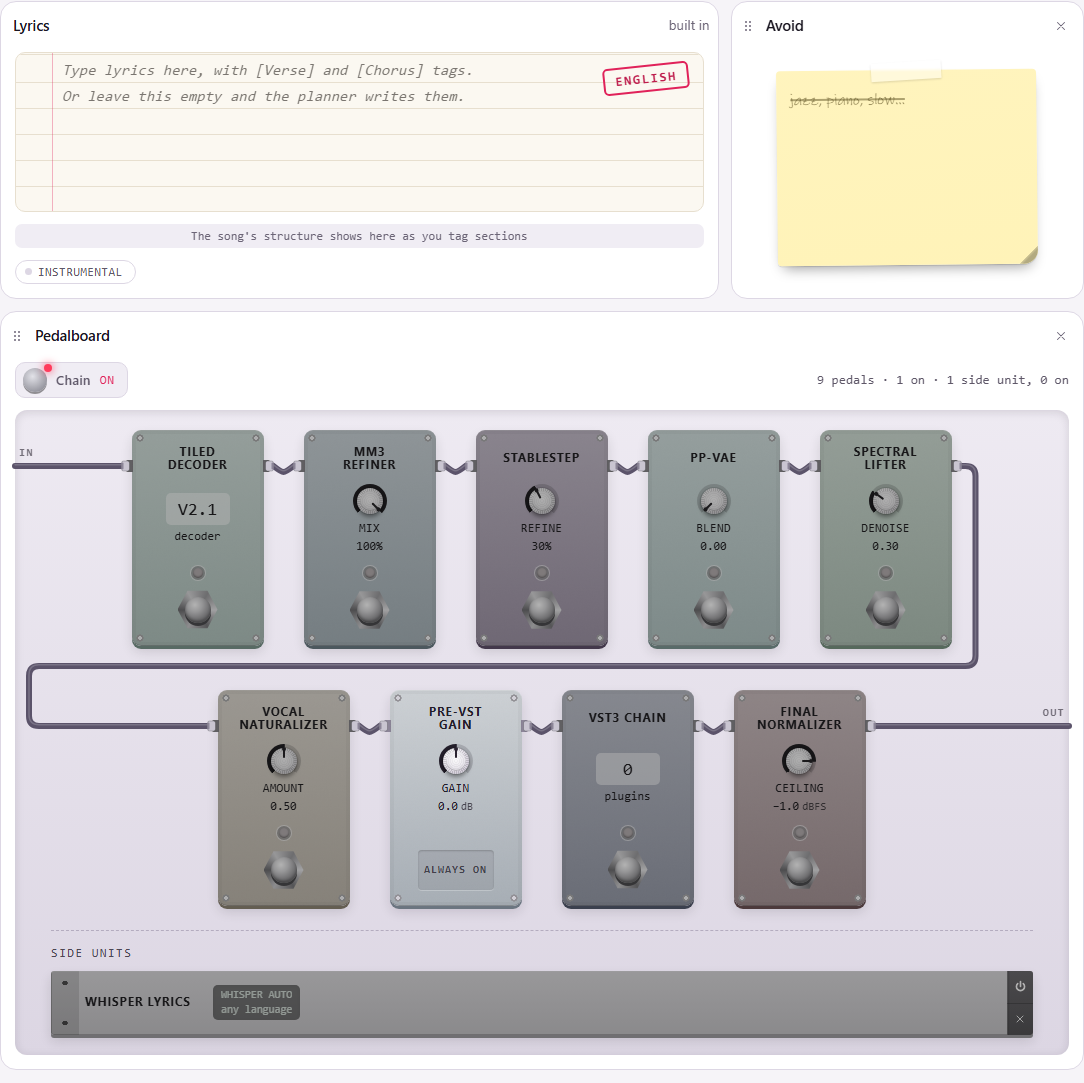 Lyrics
built in
Type lyrics here, with [Verse] and [Chorus] tags.
Or leave this empty and the planner writes them.
ENGLISH
The song's structure shows here as you tag sections
INSTRUMENTAL
Avoid
jazz, piano, slow...
Pedalboard
Chain ON
9 pedals · 1 on · 1 side unit, 0 on
IN
TILED
DECODER
V2.1
decoder
MM3
REFINER
MIX
100%
STABLESTEP
REFINE
30%
PP-VAE
BLEND
0.00
SPECTRAL
LIFTER
DENOISE
0.30
VOCAL
NATURALIZER
AMOUNT
0.50
PRE-VST
GAIN
GAIN
0.0 dB
ALWAYS ON
VST3 CHAIN
0
plugins
FINAL
NORMALIZER
CEILING
−1.0 dBFS
OUT
SIDE UNITS
WHISPER LYRICS
WHISPER AUTO
any language